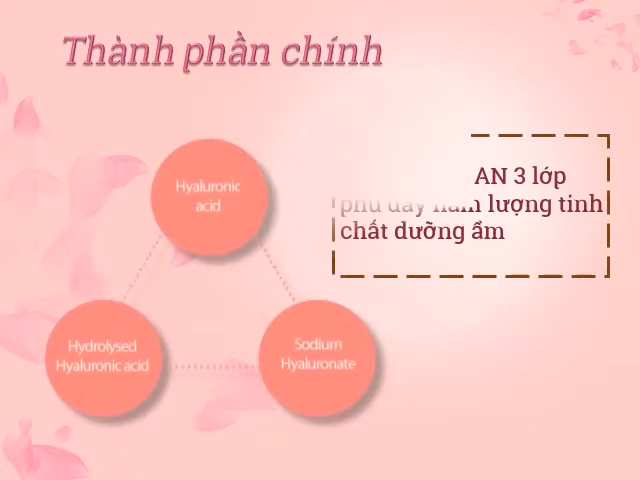 Thành phần chính
Hyaluronic
acid
AN 3 lớp
lượng tinh
chất dưỡng ẩm
Hydrolysed
Hyaluronic acid
Sodium
Hyaluronate